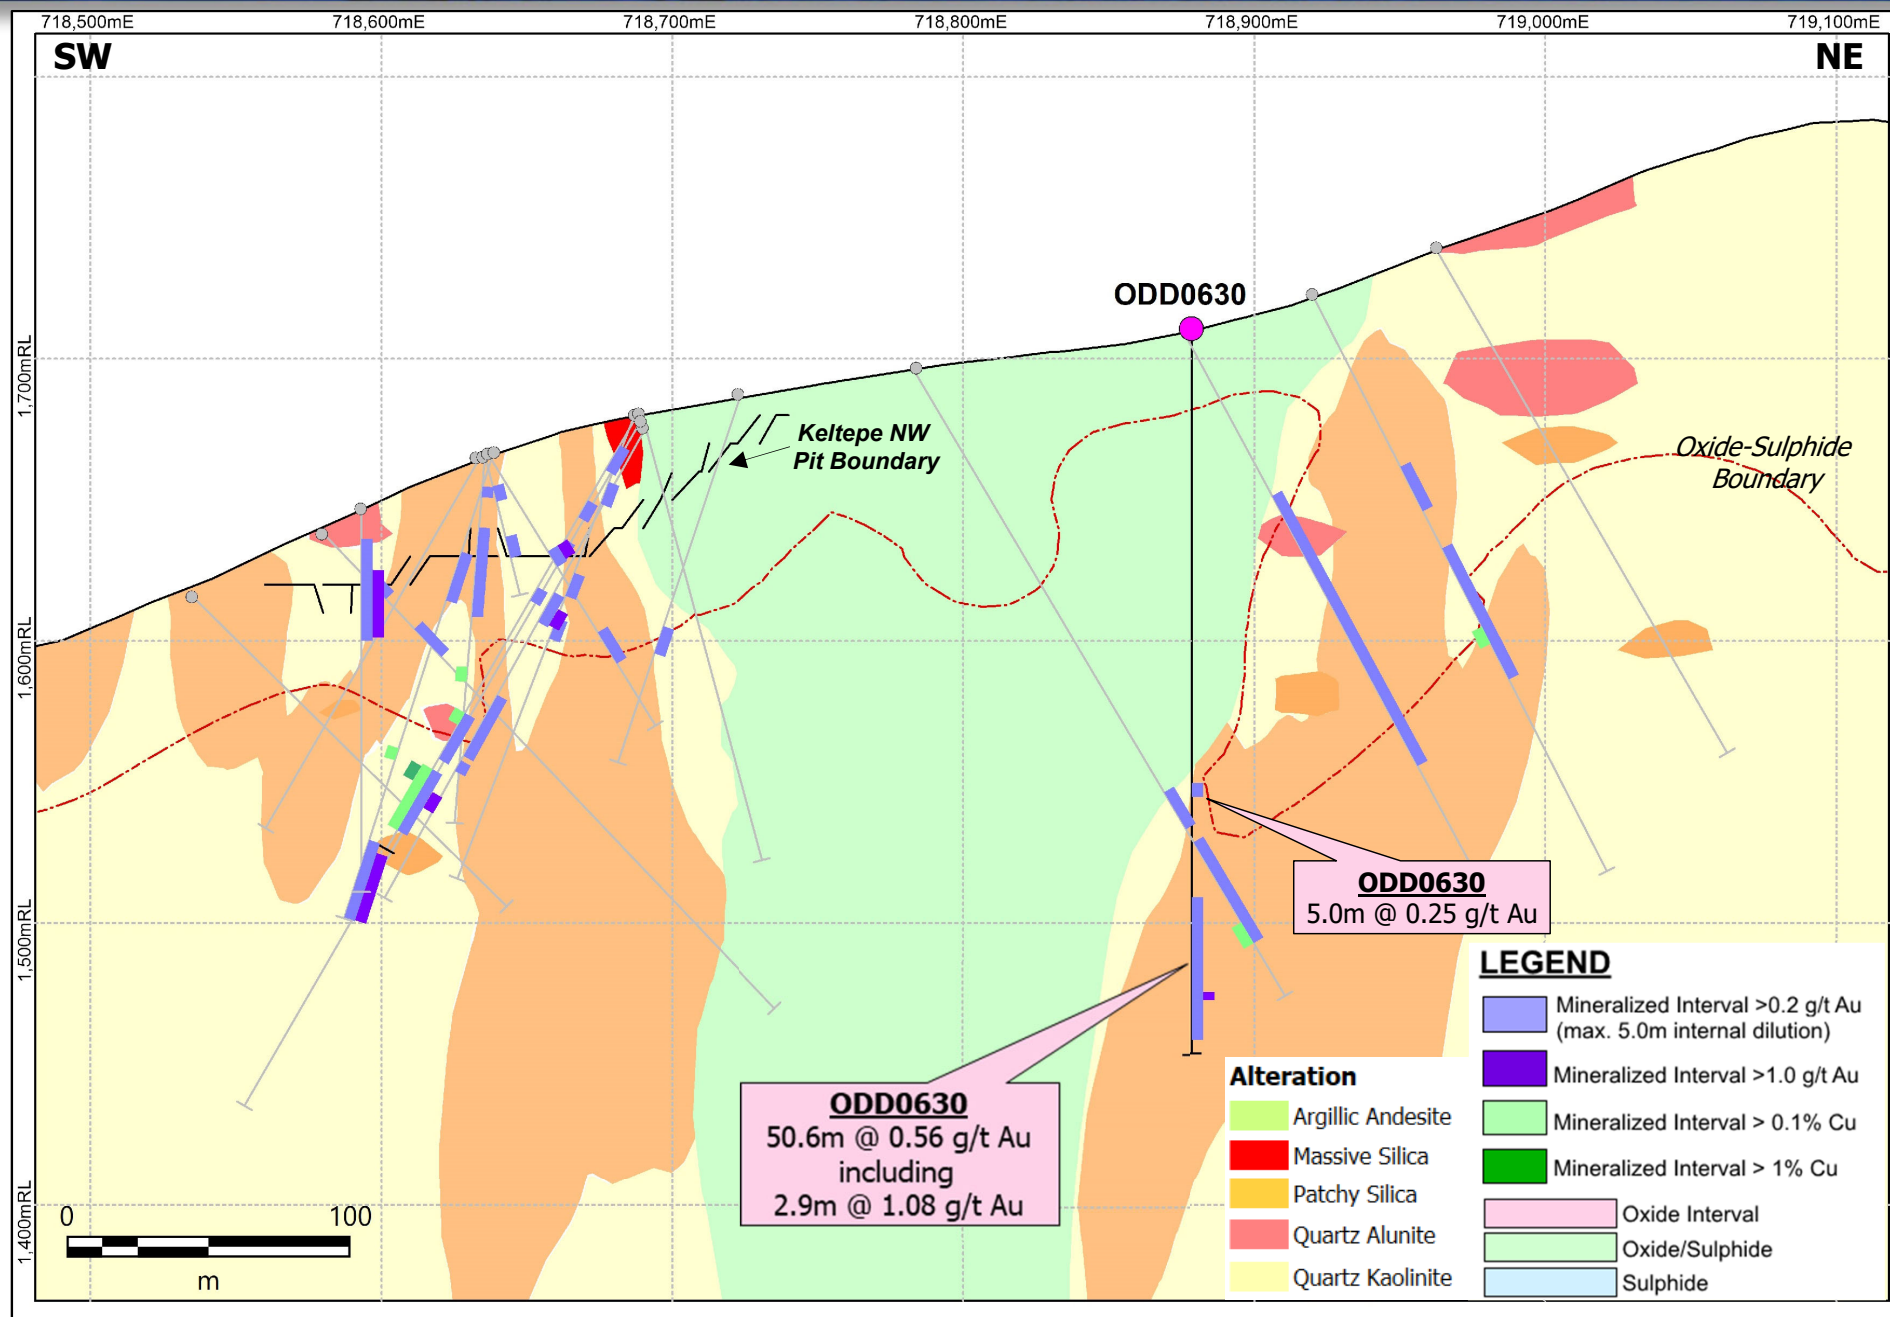 718,500mE 718,600mE 718,700mE 718,800mE 718,900mE 719,000mE 719,100mE
SW
NE
ODD0630
1,700mRL
Keltepe NW
Pit Boundary
Oxide-Sulphide
Boundary
1,600mRL
ODD0630
5.0m @ 0.25 g/t Au
1,500mRL
ODD0630
50.6m @ 0.56 g/t Au
including
2.9m @ 1.08 g/t Au
1,400mRL
0 100
m
Alteration
Argillic Andesite
Massive Silica
Patchy Silica
Quartz Alunite
Quartz Kaolinite
LEGEND
Mineralized Interval >0.2 g/t Au
(max. 5.0m internal dilution)
Mineralized Interval >1.0 g/t Au
Mineralized Interval > 0.1% Cu
Mineralized Interval > 1% Cu
Oxide Interval
Oxide/Sulphide
Sulphide